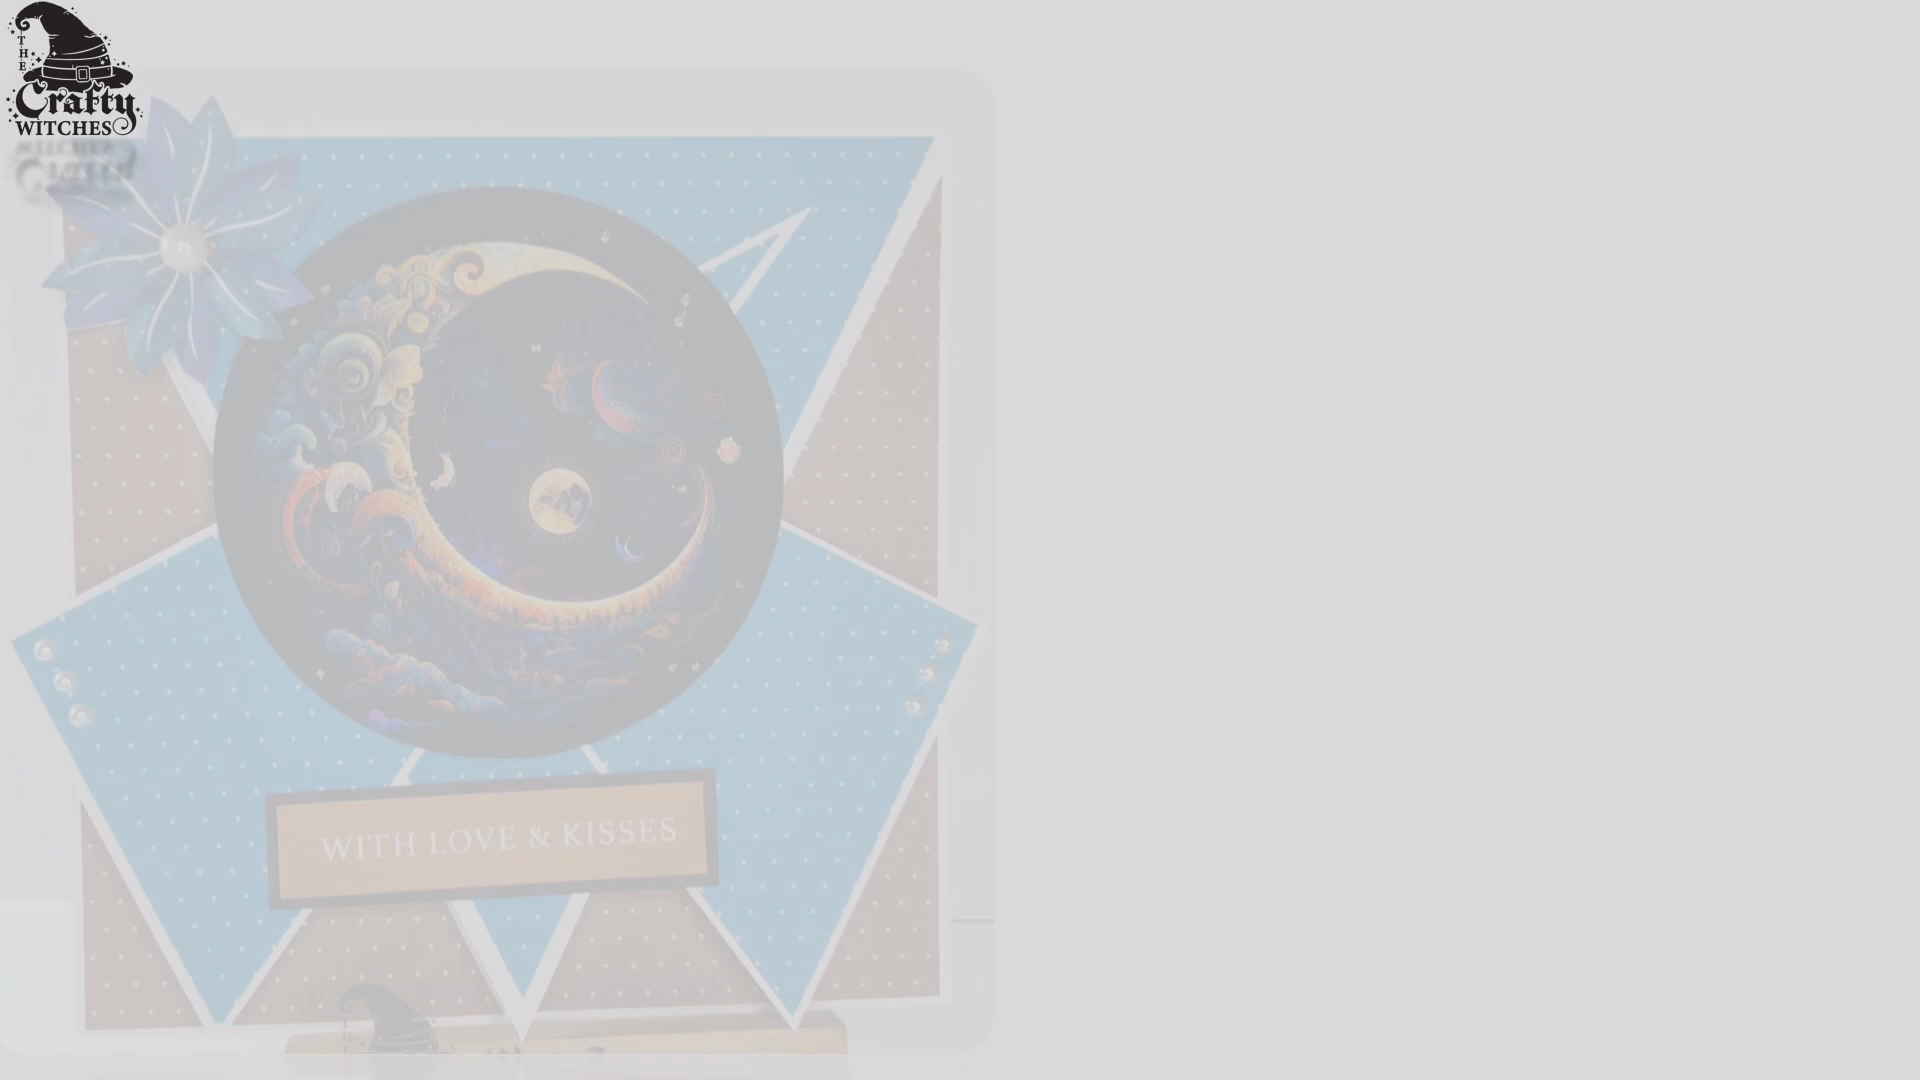 THE
Crafty
WITCHES
WITH LOVE & KISSES